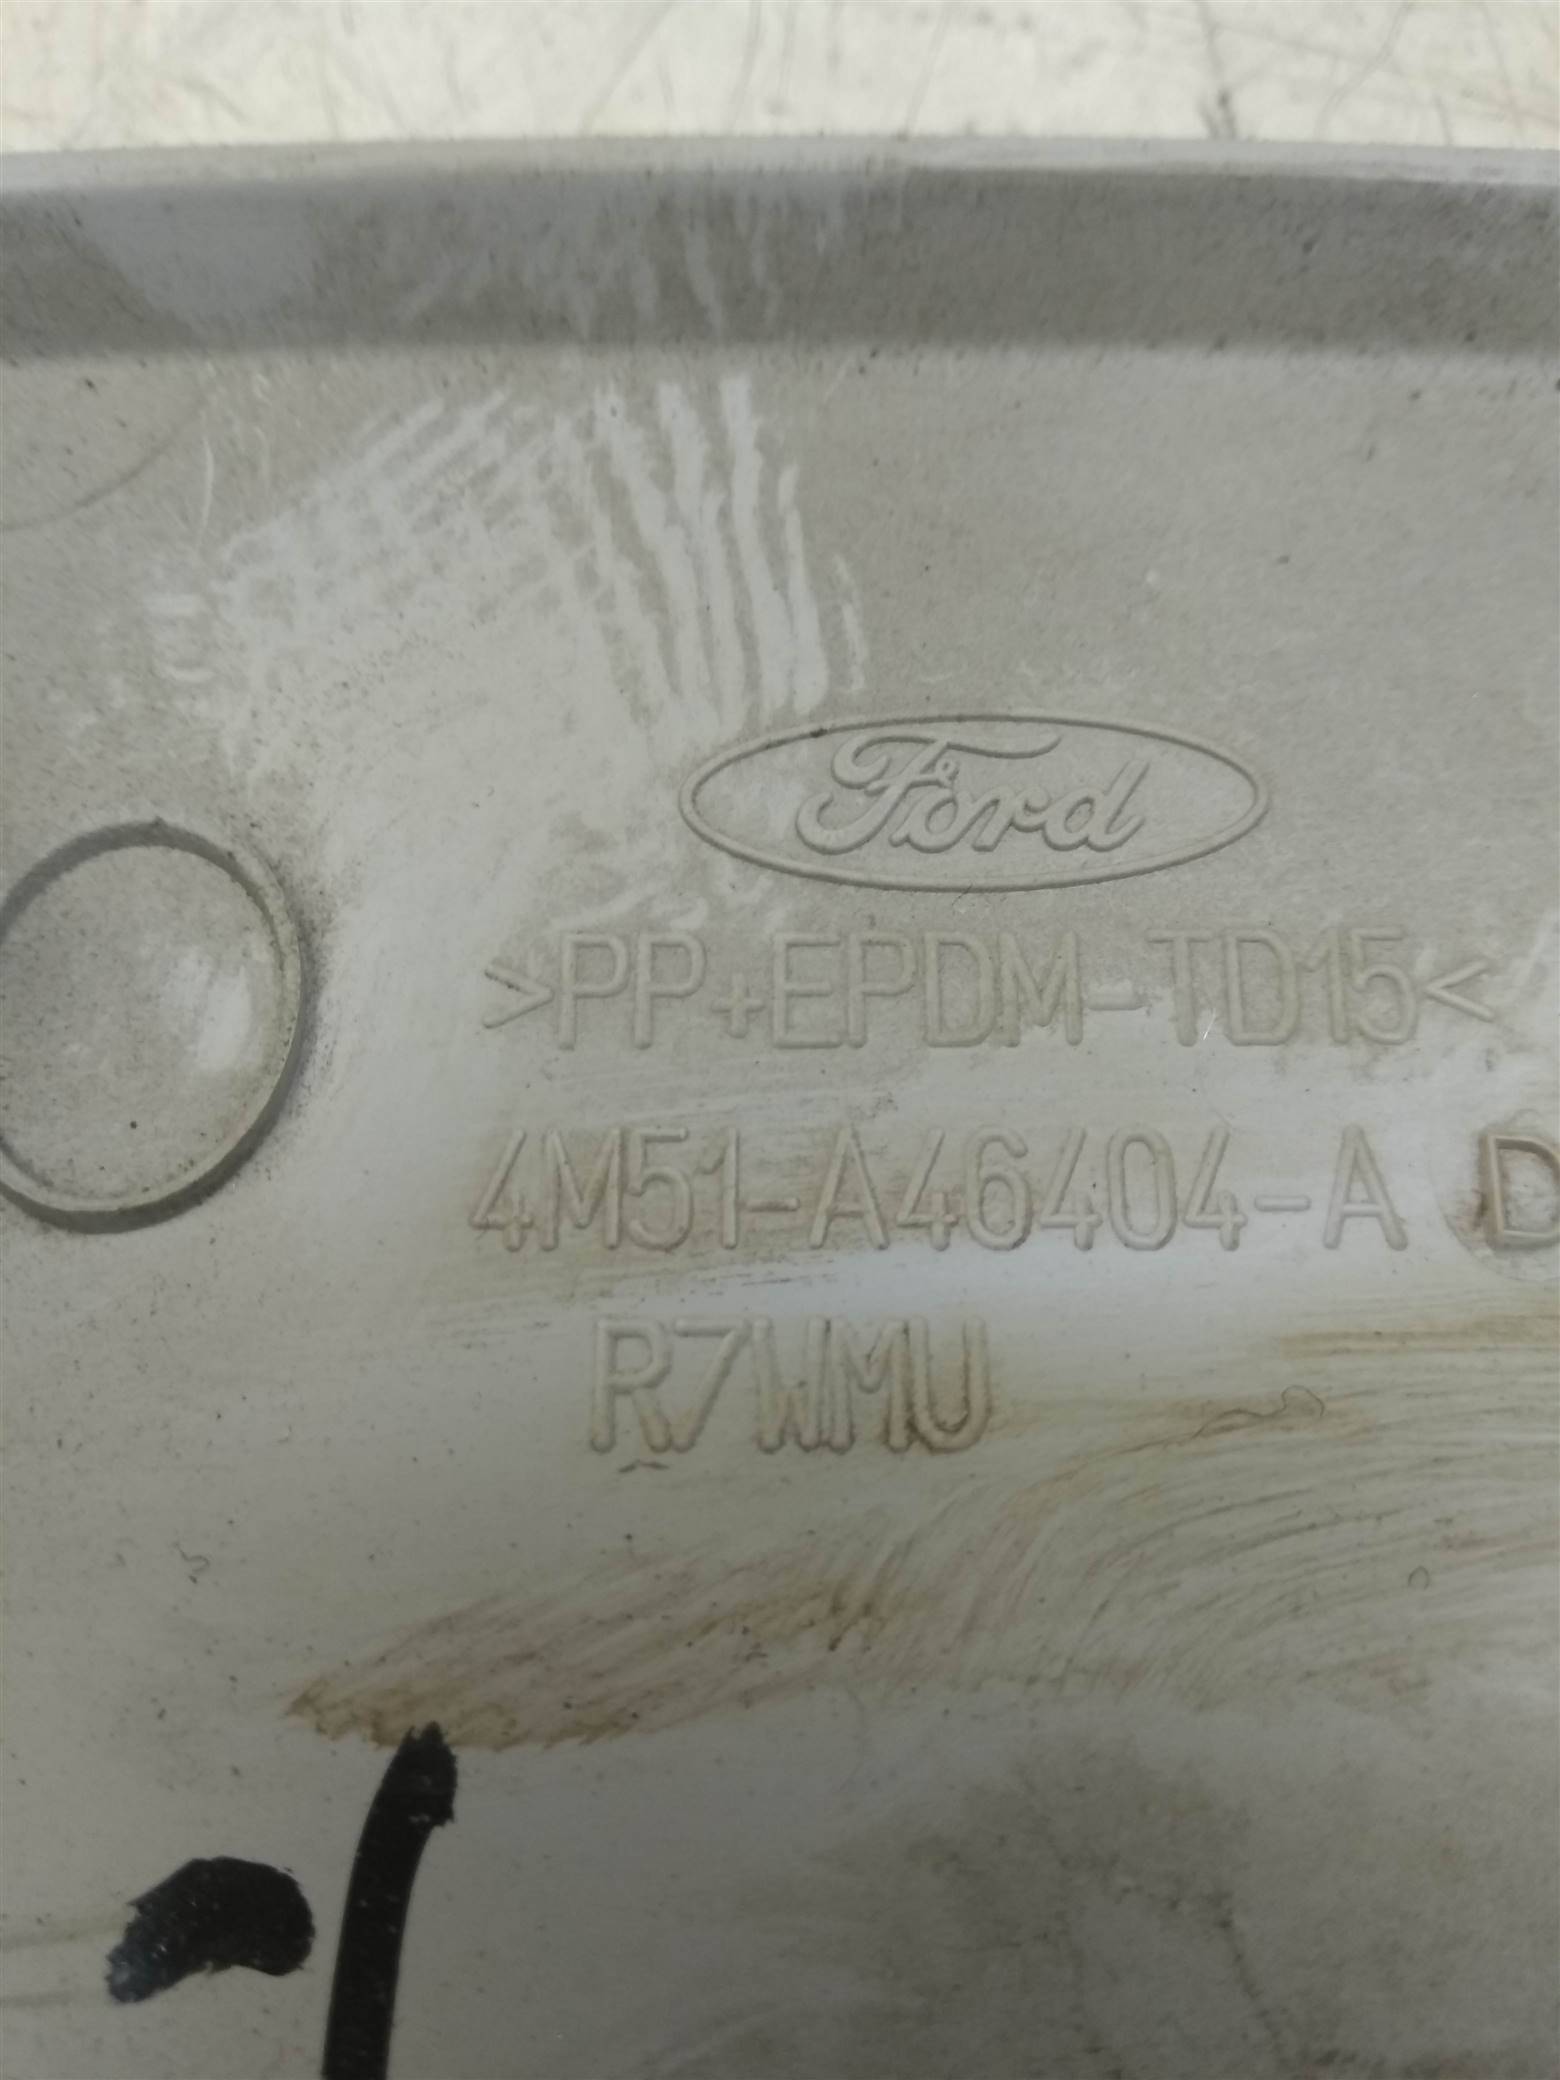 Ford
>PP+EPDM-TD15<
4M51-A46404-A D
R7WMU